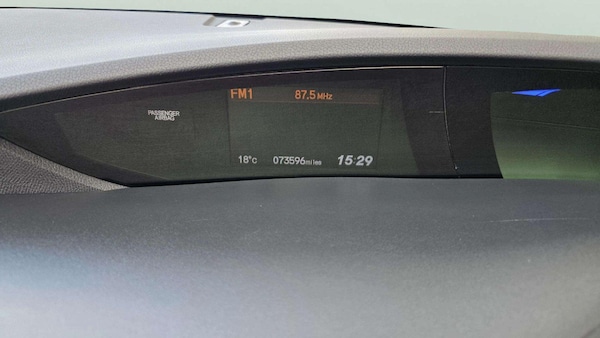 FM1 87.5 MHz
PASSENGER
AIRBAG
18°c 073596miles 15:29